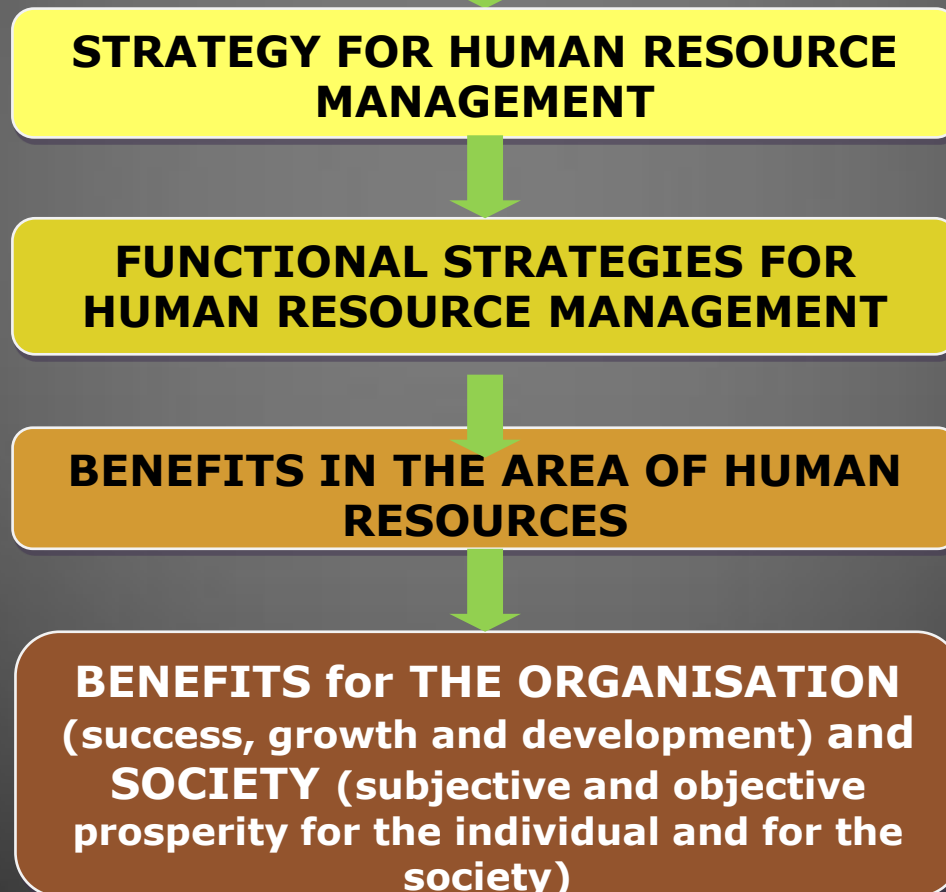 STRATEGY FOR HUMAN RESOURCE
MANAGEMENT
FUNCTIONAL STRATEGIES FOR
HUMAN RESOURCE MANAGEMENT
BENEFITS IN THE AREA OF HUMAN
RESOURCES
BENEFITS for THE ORGANISATION
(success, growth and development) and
SOCIETY (subjective and objective
prosperity for the individual and for the
society)